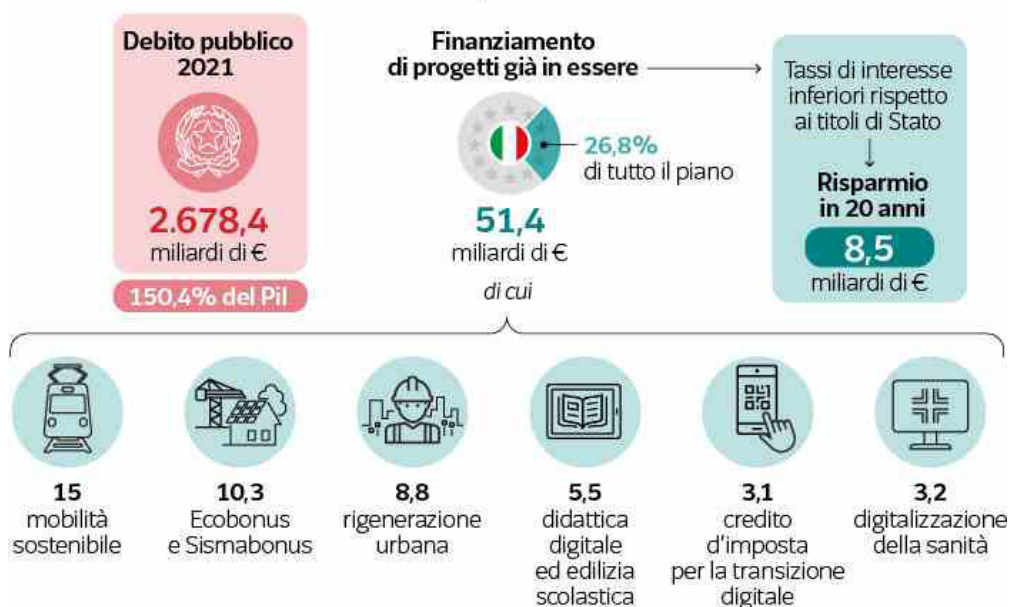 Debito pubblico
2021
2.678,4
miliardi di €
150,4% del Pil
Finanziamento
di progetti già in essere
26,8%
di tutto il piano
51,4
miliardi di €
di cui
Tassi di interesse
inferiori rispetto
ai titoli di Stato
Risparmio
in 20 anni
8,5
miliardi di €
15
mobilità
sostenibile
10,3
Ecobonus
e Sismabonus
8,8
rigenerazione
urbana
5,5
didattica
digitale
ed edilizia
scolastica
3,1
credito
d'imposta
per la transizione
digitale
3,2
digitalizzazione
della sanità